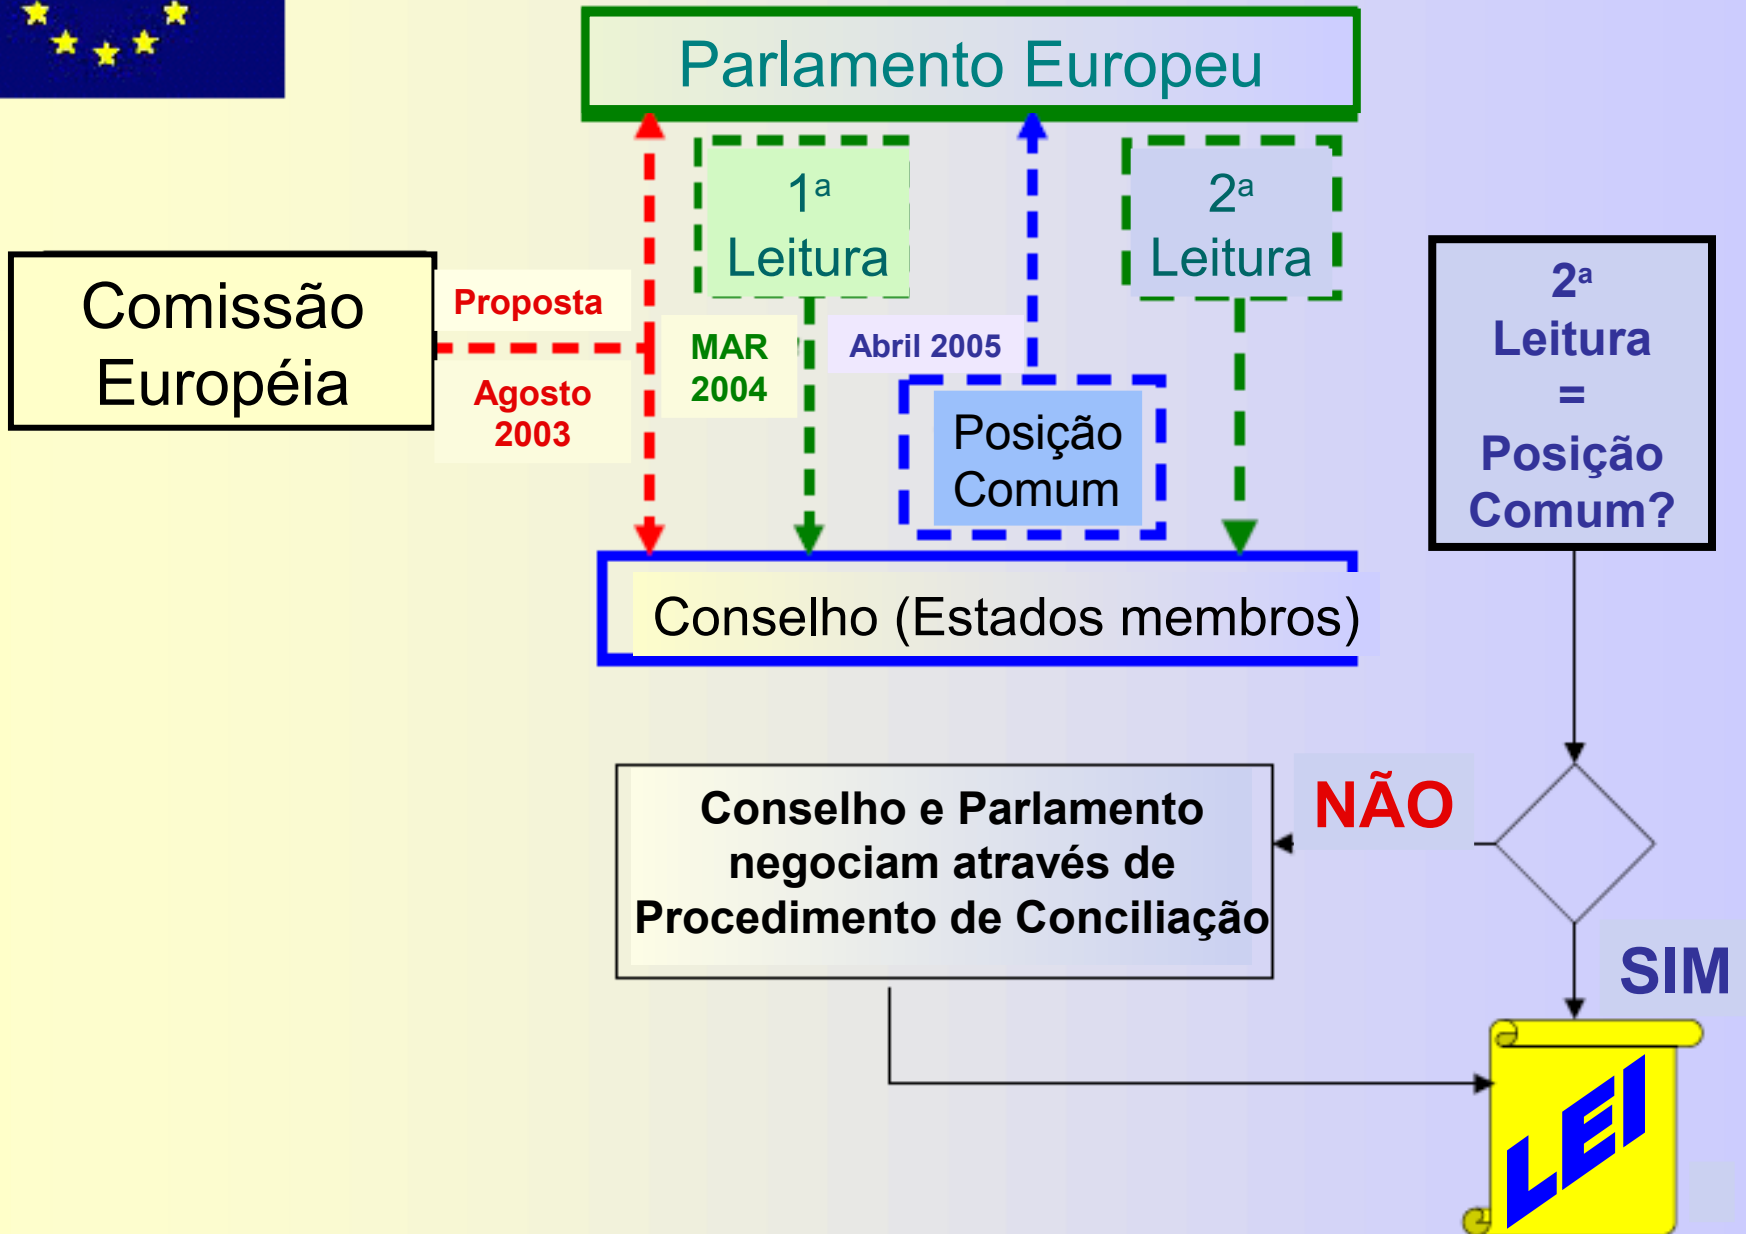 Parlamento Europeu
1ª
Leitura
2ª
Leitura
Comissão
Européia
Proposta
Agosto
2003
MAR
2004
Abril 2005
Posição
Comum
2ª
Leitura
=
Posição
Comum?
Conselho (Estados membros)
Conselho e Parlamento
negociam através de
Procedimento de Conciliação
NÃO
SIM
LEI